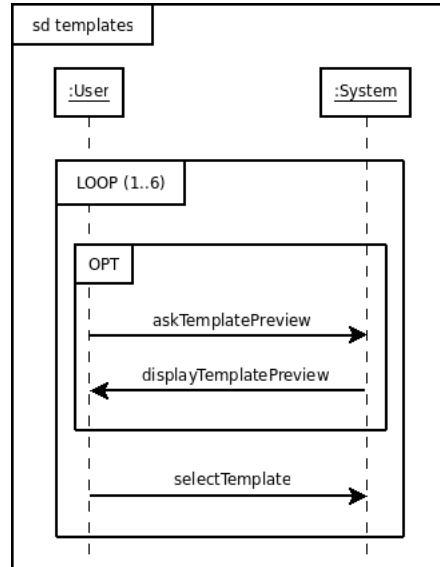 sd templates
:User
:System
LOOP (1..6)
OPT
askTemplatePreview
displayTemplatePreview
selectTemplate